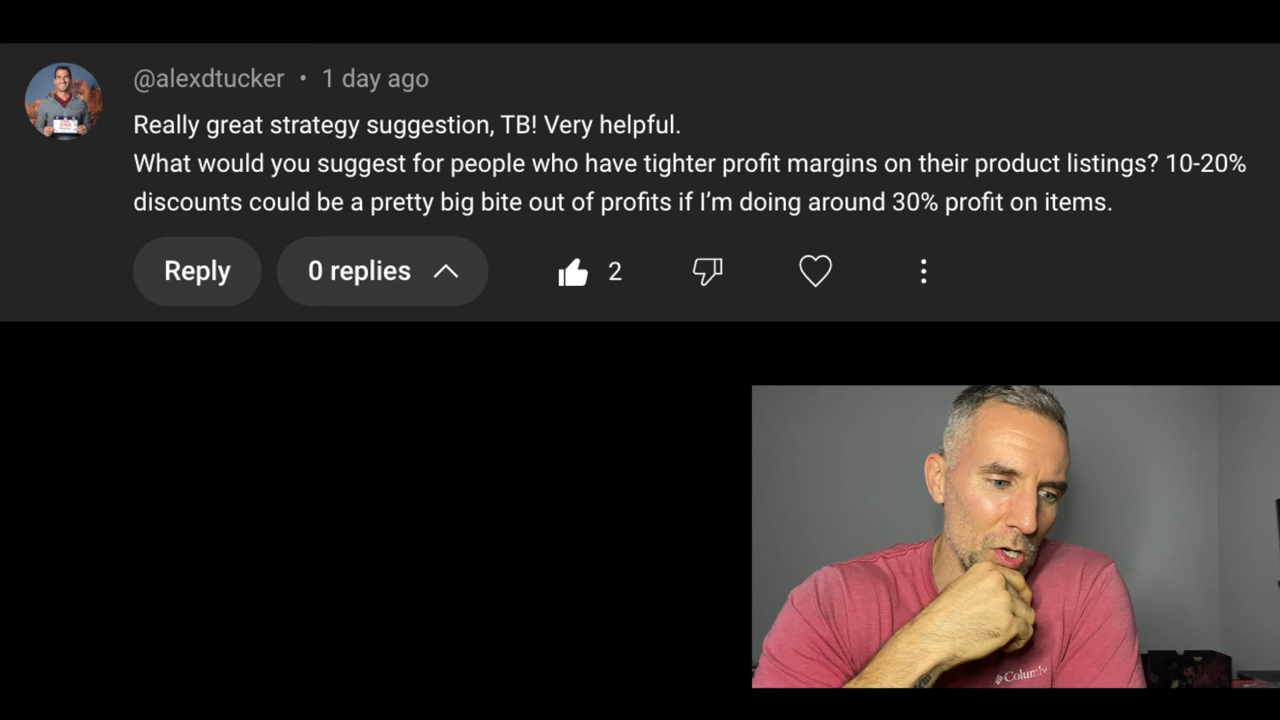 @alexdtucker • 1 day ago
Really great strategy suggestion, TB! Very helpful.
What would you suggest for people who have tighter profit margins on their product listings? 10-20%
discounts could be a pretty big bite out of profits if I’m doing around 30% profit on items.
Reply 0 replies 2
Columbia